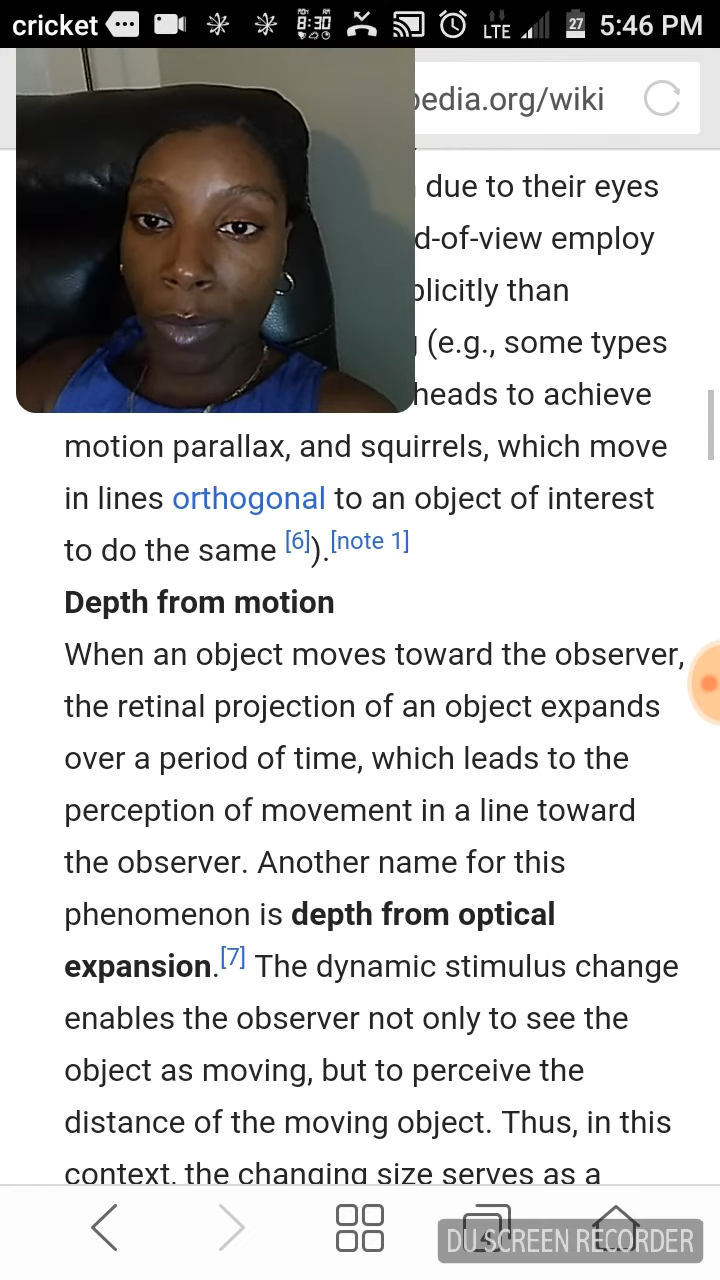 cricket 8:30 LTE 27 5:46 PM
pedia.org/wiki
due to their eyes
d-of-view employ
plicitly than
(e.g., some types
heads to achieve
motion parallax, and squirrels, which move
in lines orthogonal to an object of interest
to do the same [6]).[note 1]
Depth from motion
When an object moves toward the observer,
the retinal projection of an object expands
over a period of time, which leads to the
perception of movement in a line toward
the observer. Another name for this
phenomenon is depth from optical
expansion.[7] The dynamic stimulus change
enables the observer not only to see the
object as moving, but to perceive the
distance of the moving object. Thus, in this
context, the changing size serves as a
DU SCREEN RECORDER